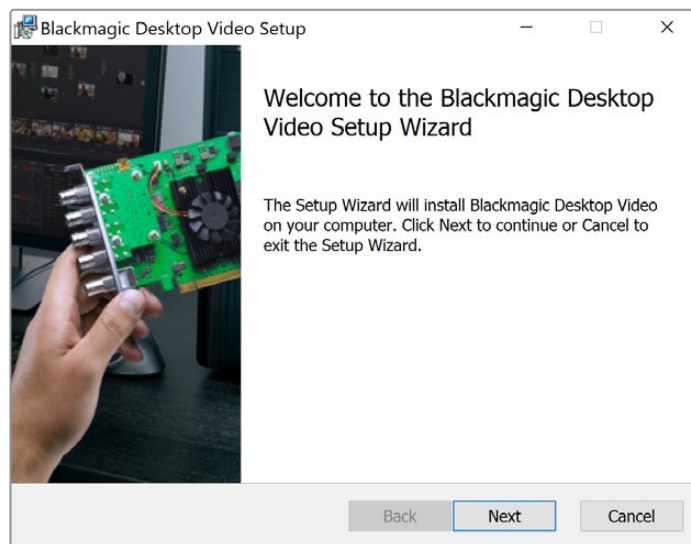 Blackmagic Desktop Video Setup
Welcome to the Blackmagic Desktop
Video Setup Wizard
The Setup Wizard will install Blackmagic Desktop Video
on your computer. Click Next to continue or Cancel to
exit the Setup Wizard.
Back
Next
Cancel